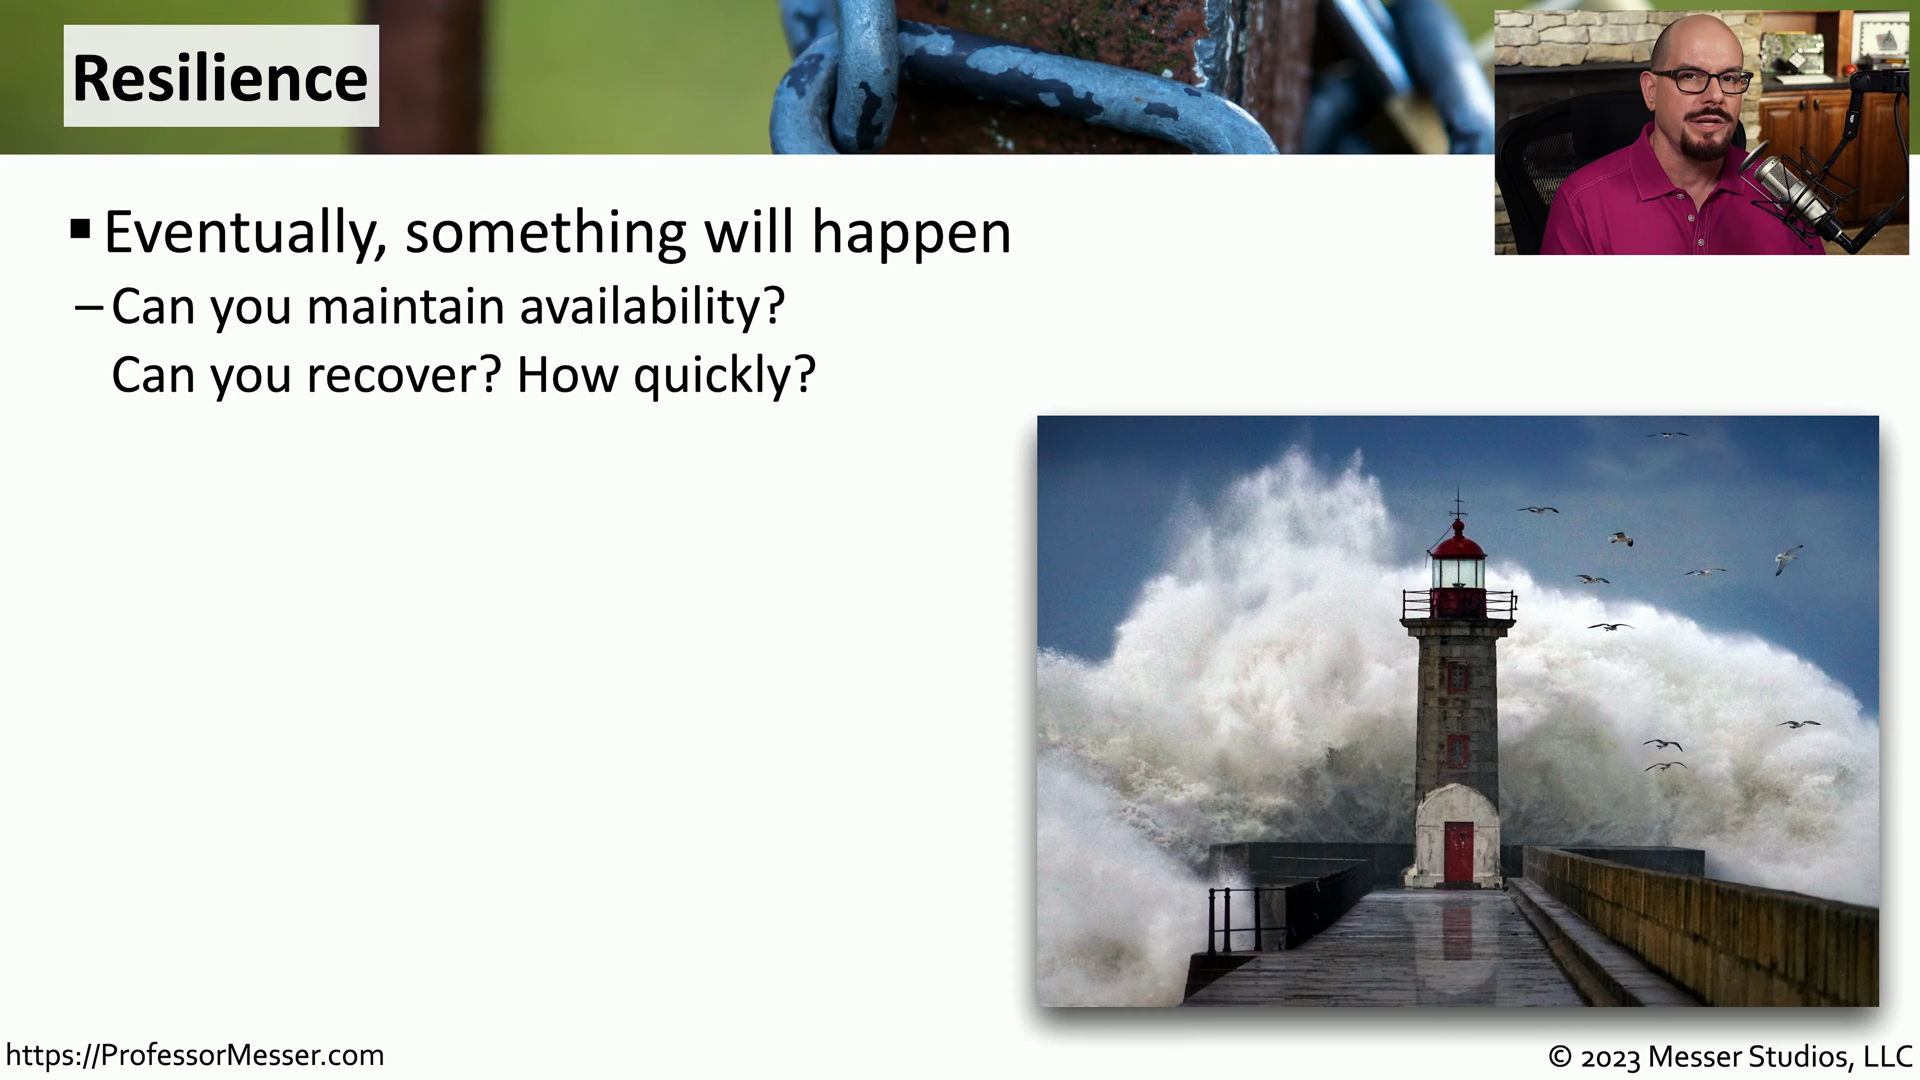 Resilience
▪ Eventually, something will happen
– Can you maintain availability?
Can you recover? How quickly?
https://ProfessorMesser.com
© 2023 Messer Studios, LLC